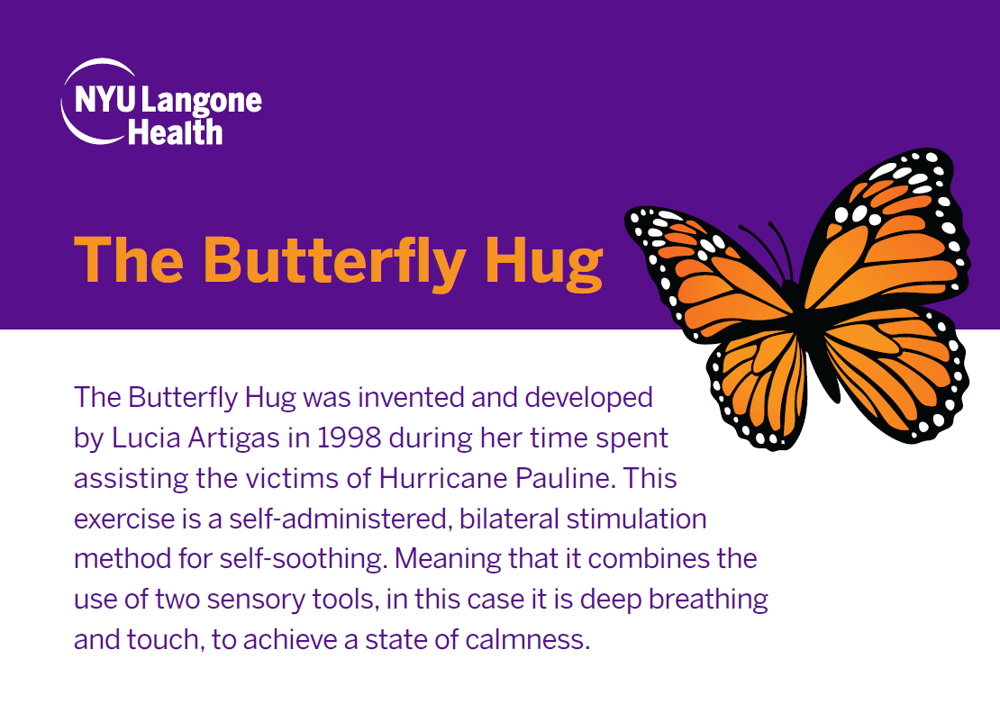 NYU Langone
Health
The Butterfly Hug
The Butterfly Hug was invented and developed
by Lucia Artigas in 1998 during her time spent
assisting the victims of Hurricane Pauline. This
exercise is a self-administered, bilateral stimulation
method for self-soothing. Meaning that it combines the
use of two sensory tools, in this case it is deep breathing
and touch, to achieve a state of calmness.